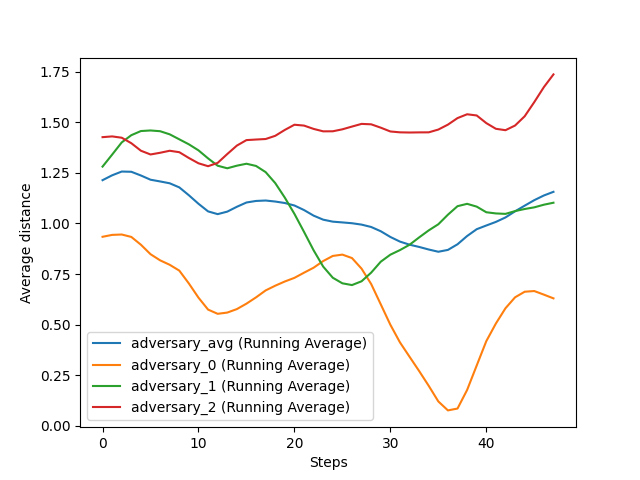 1.75
1.50
1.25
1.00
0.75
0.50
0.25
0.00
Average distance
adversary_avg (Running Average)
adversary_0 (Running Average)
adversary_1 (Running Average)
adversary_2 (Running Average)
0 10 20 30 40
Steps